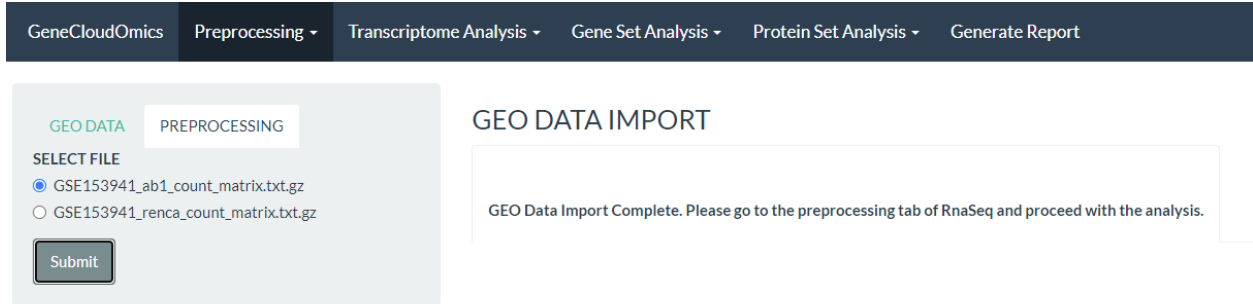 GeneCloudOmics Preprocessing Transcriptome Analysis Gene Set Analysis Protein Set Analysis Generate Report
GEO DATA PREPROCESSING
SELECT FILE
GSE153941_ab1_count_matrix.txt.gz
GSE153941_renca_count_matrix.txt.gz
Submit
GEO DATA IMPORT
GEO Data Import Complete. Please go to the preprocessing tab of RnaSeq and proceed with the analysis.